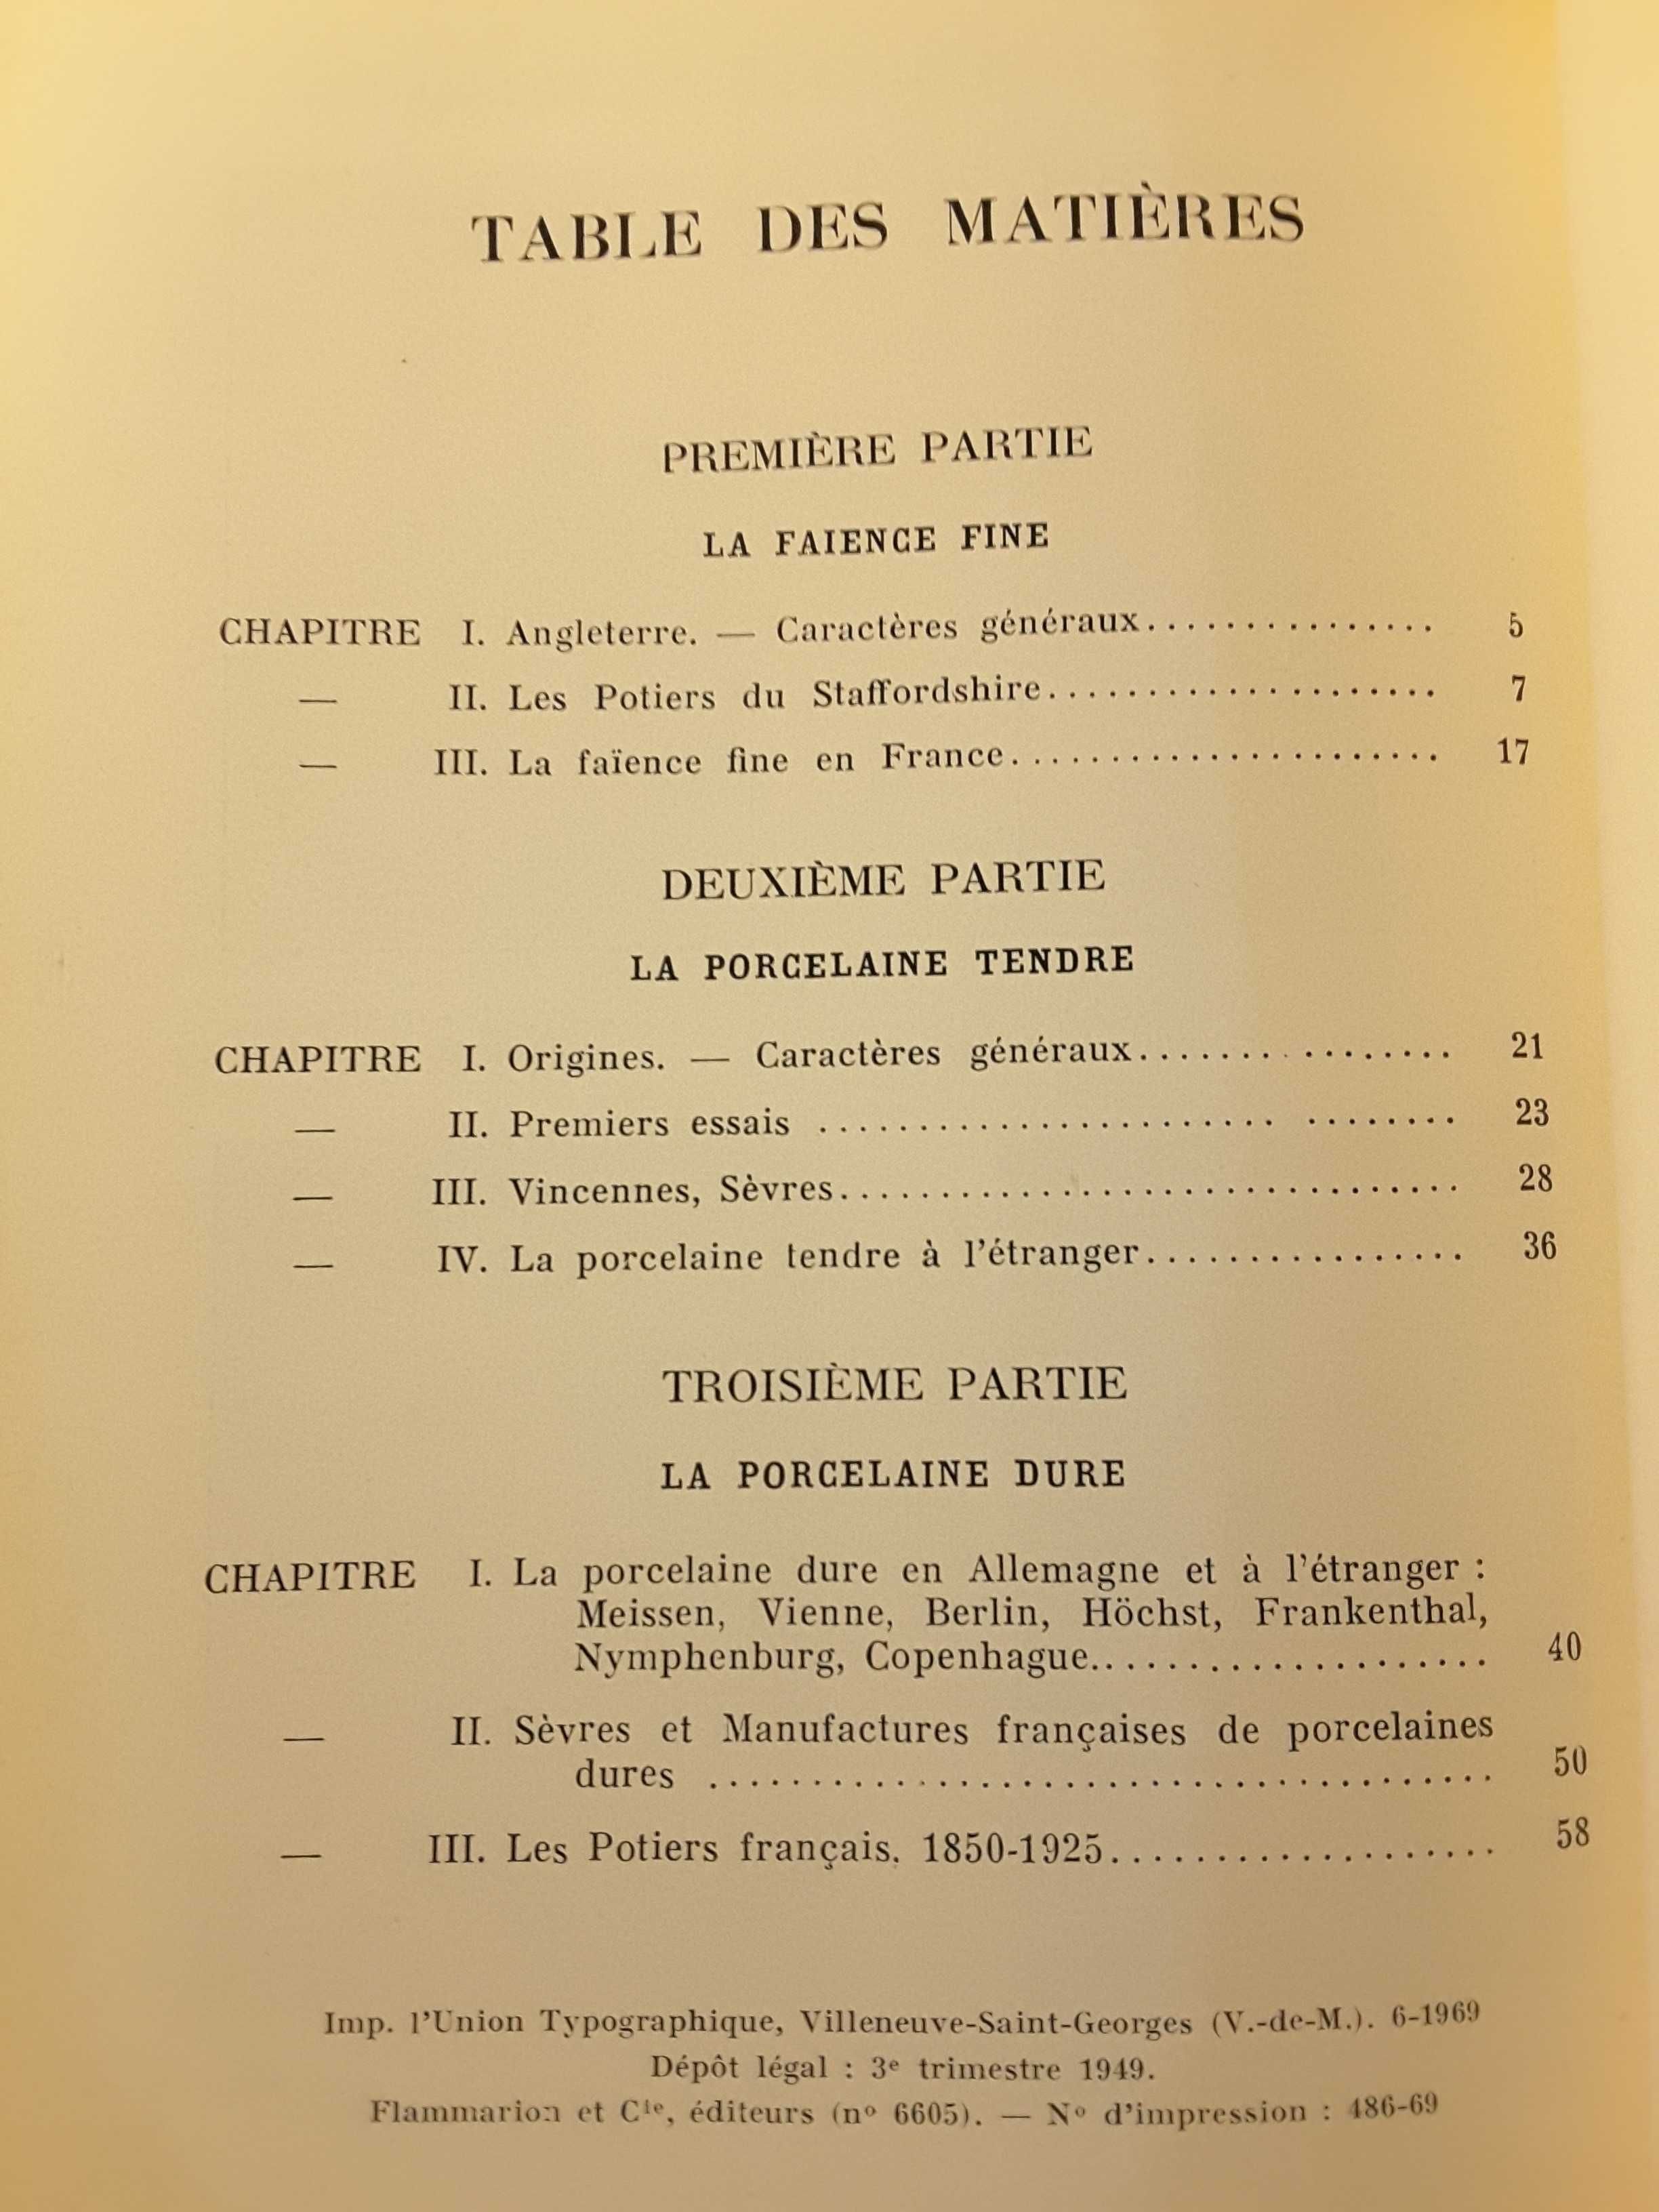 TABLE DES MATIÈRES
PREMIÈRE PARTIE
LA FAIENCE FINE
CHAPITRE I. Angleterre. — Caractères généraux............... 5
— II. Les Potiers du Staffordshire.................... 7
— III. La faïence fine en France...................... 17
DEUXIÈME PARTIE
LA PORCELAINE TENDRE
CHAPITRE I. Origines. — Caractères généraux................ 21
— II. Premiers essais ....................... ........ 23
— III. Vincennes, Sèvres............................... 28
— IV. La porcelaine tendre à l'étranger................ 36
TROISIÈME PARTIE
LA PORCELAINE DURE
CHAPITRE I. La porcelaine dure en Allemagne et à l'étranger :
Meissen, Vienne, Berlin, Höchst, Frankenthal,
Nymphenburg, Copenhague.................... 40
— II. Sèvres et Manufactures françaises de porcelaines
dures ....................................... 50
— III. Les Potiers français. 1850-1925................... 58
Imp. l'Union Typographique, Villeneuve-Saint-Georges (V.-de-M.). 6-1969
Dépôt légal : 3e trimestre 1949.
Flammarion et Cie, éditeurs (no 6605). — No d'impression : 486-69